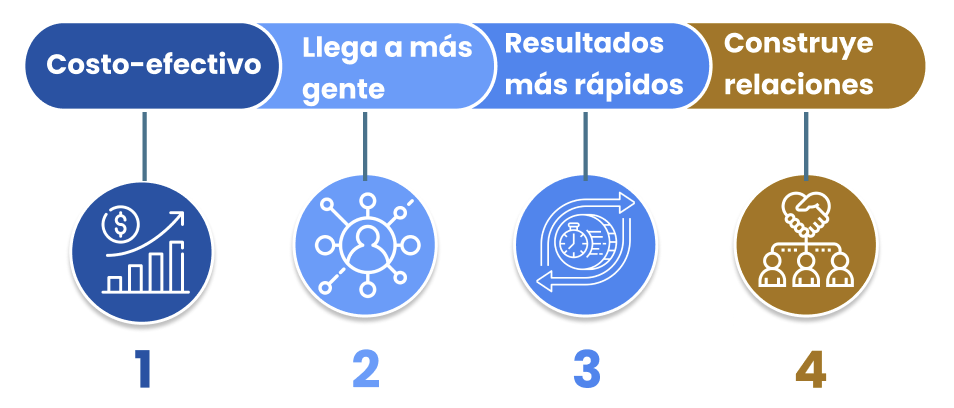 Costo-efectivo
Llega a más
gente
Resultados
más rápidos
Construye
relaciones
$
1
2
3
4